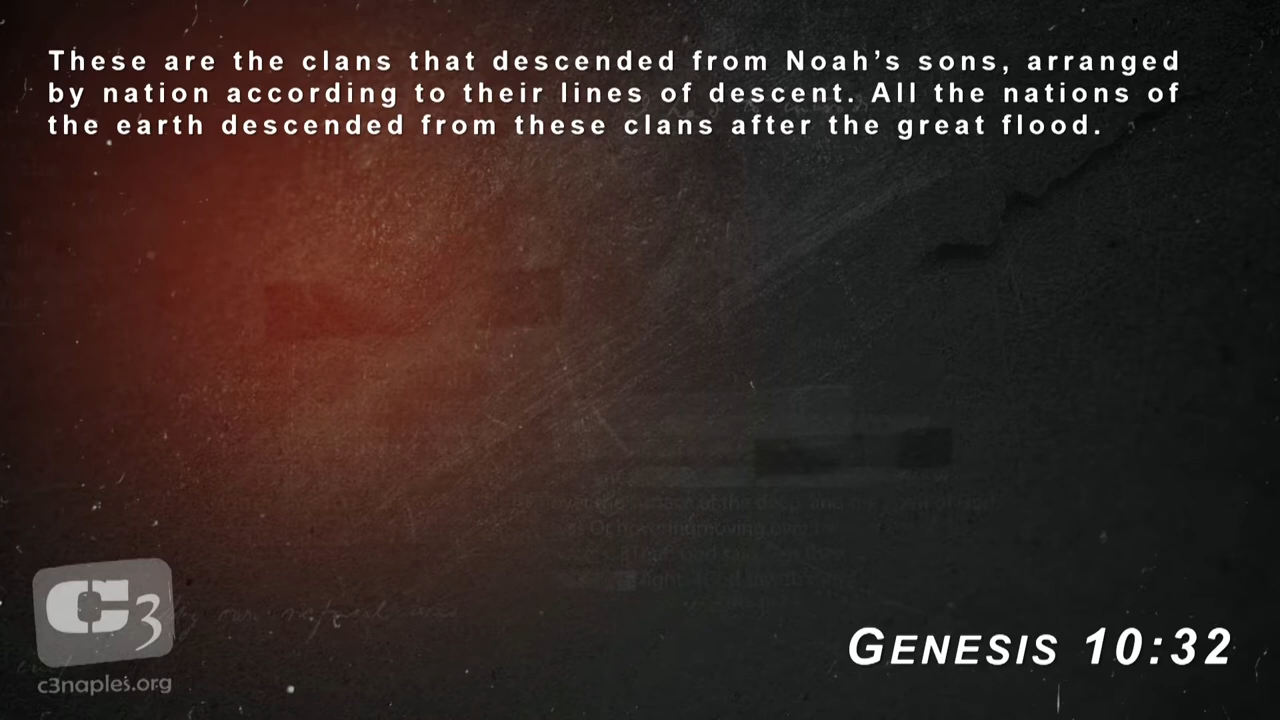 These are the clans that descended from Noah’s sons, arranged
by nation according to their lines of descent. All the nations of
the earth descended from these clans after the great flood.
C3
c3naples.org
GENESIS 10:32